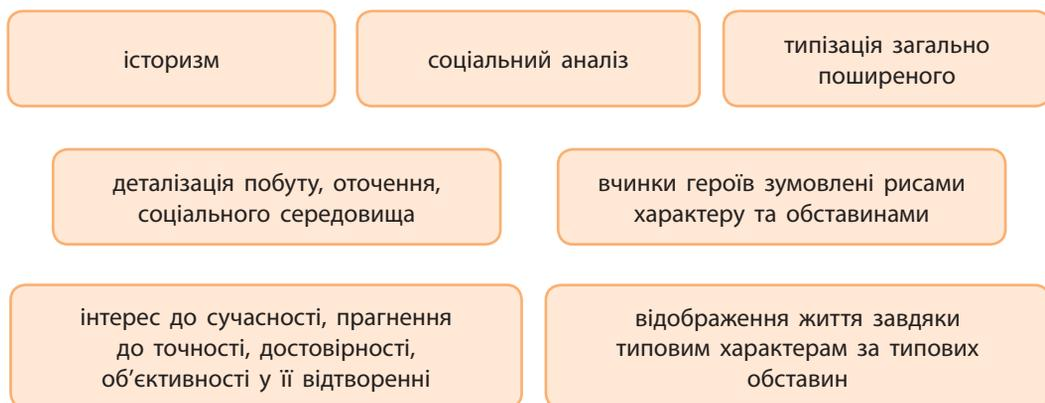 історизм
соціальний аналіз
типізація загально
поширеного
деталізація побуту, оточення,
соціального середовища
вчинки героїв зумовлені рисами
характеру та обставинами
інтерес до сучасності, прагнення
до точності, достовірності,
об’єктивності у її відтворенні
відображення життя завдяки
типовим характерам за типових
обставин